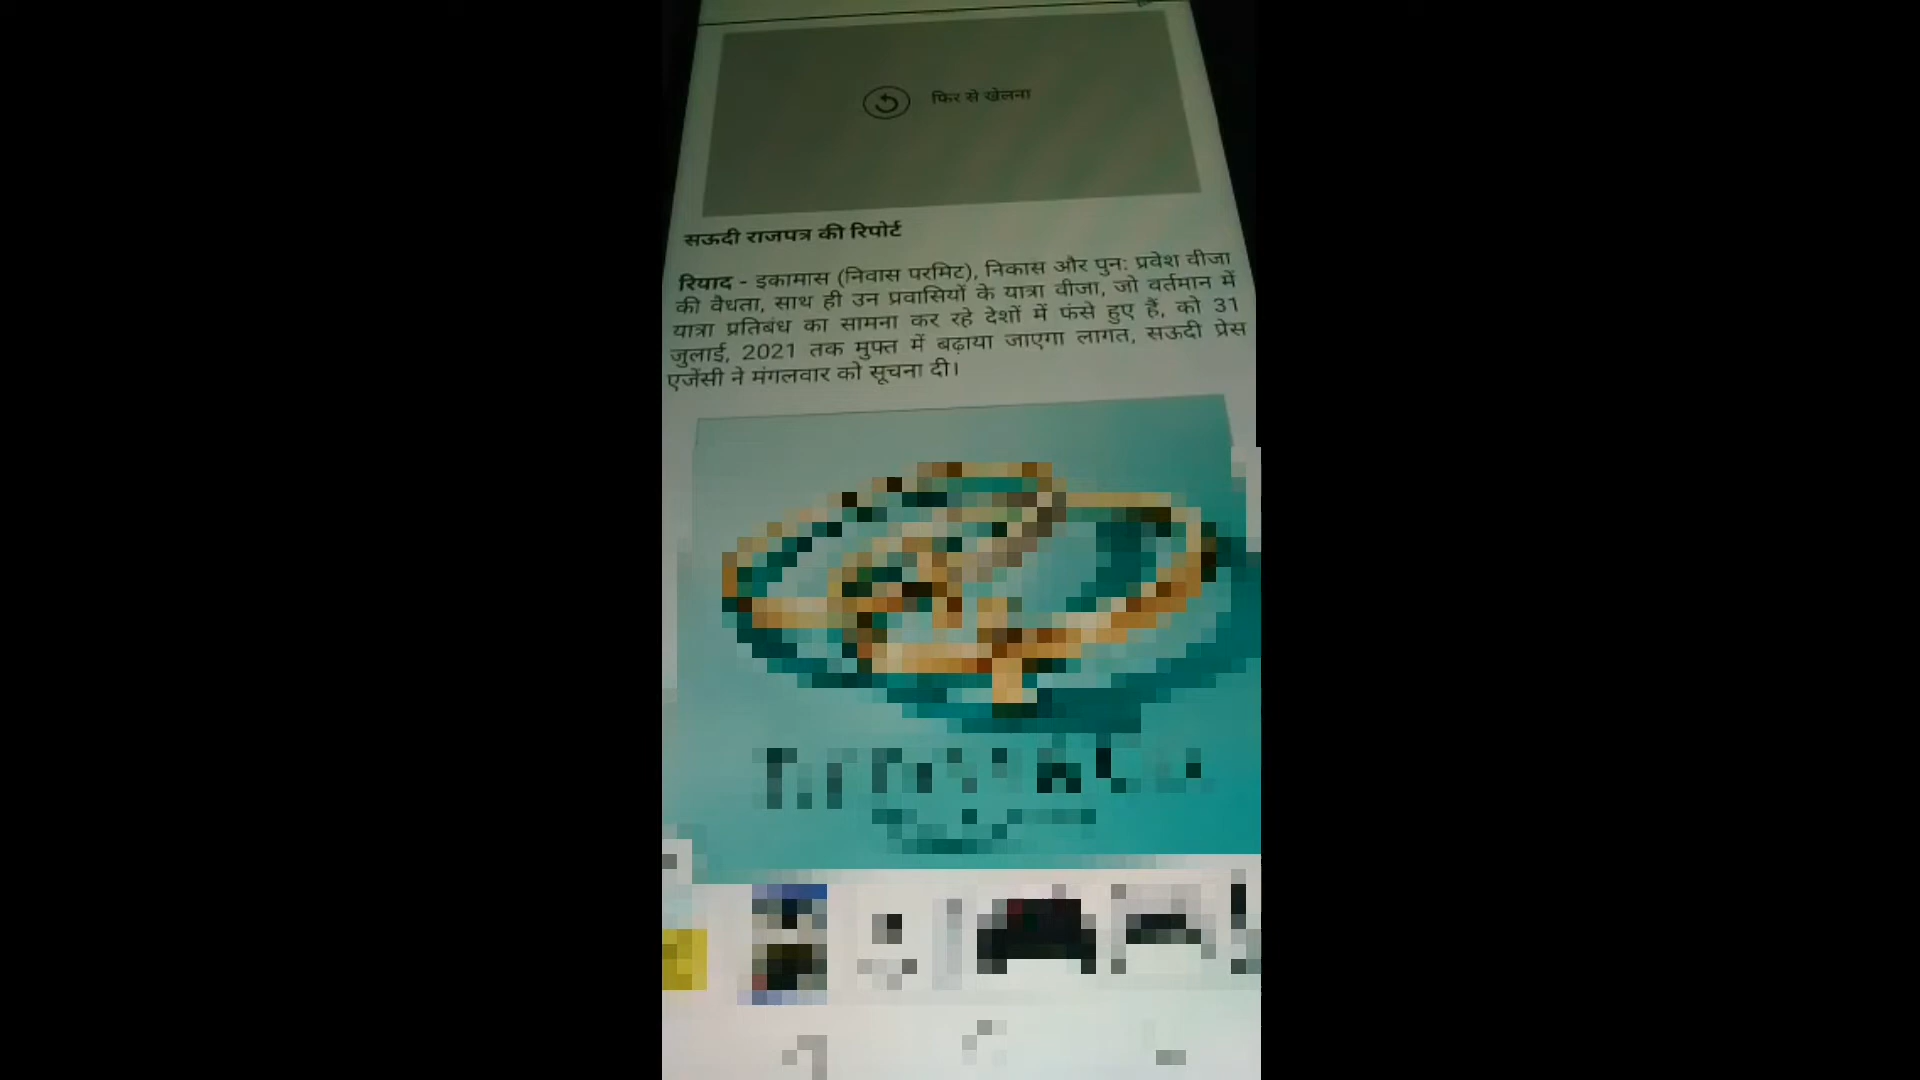 फिर से खेलना
सऊदी राजपत्र की रिपोर्ट
रियाद - इकामास (निवास परमिट), निकास और पुन: प्रवेश वीजा
की वैधता, साथ ही उन प्रवासियों के यात्रा वीजा, जो वर्तमान में
यात्रा प्रतिबंध का सामना कर रहे देशों में फंसे हुए हैं, को 31
जुलाई, 2021 तक मुफ्त में बढ़ाया जाएगा लागत, सऊदी प्रेस
एजेंसी ने मंगलवार को सूचना दी।